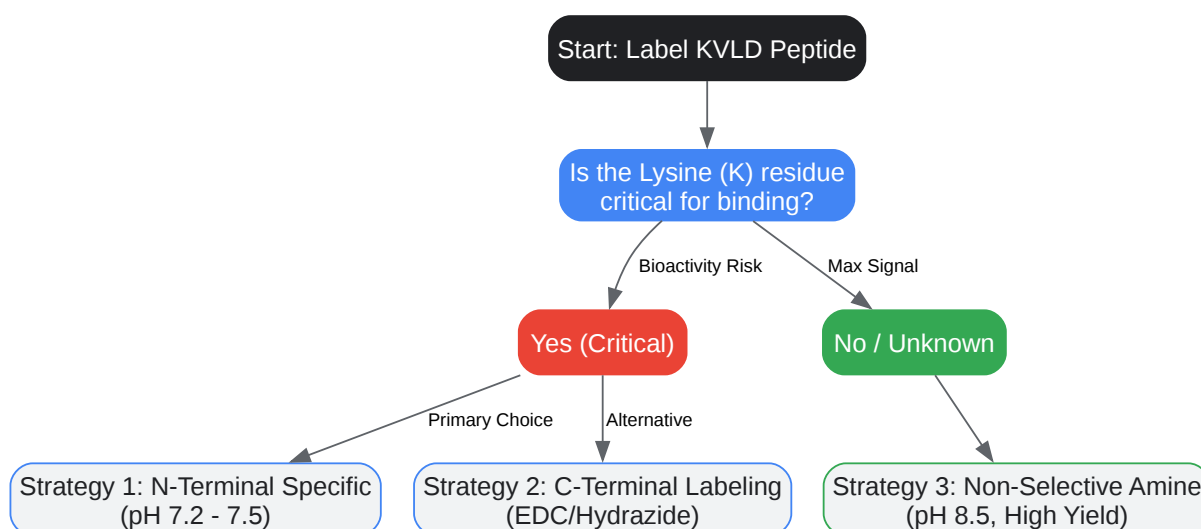 Start: Label KVLD Peptide
Is the Lysine (K) residue
critical for binding?
Bioactivity Risk
Max Signal
Yes (Critical)
No / Unknown
Primary Choice
Alternative
Strategy 1: N-Terminal Specific
(pH 7.2 - 7.5)
Strategy 2: C-Terminal Labeling
(EDC/Hydrazide)
Strategy 3: Non-Selective Amine
(pH 8.5, High Yield)